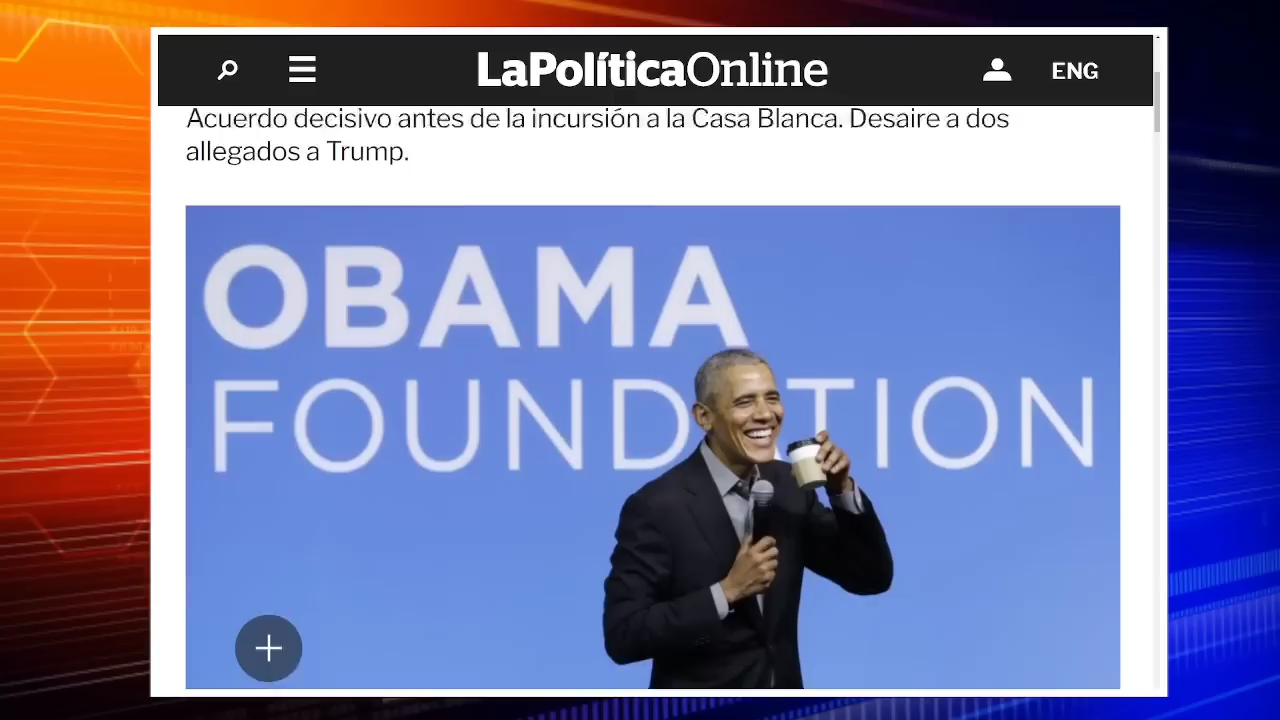 LaPolíticaOnline
ENG
Acuerdo decisivo antes de la incursión a la Casa Blanca. Desaire a dos
allegados a Trump.
OBAMA
FOUNDATION